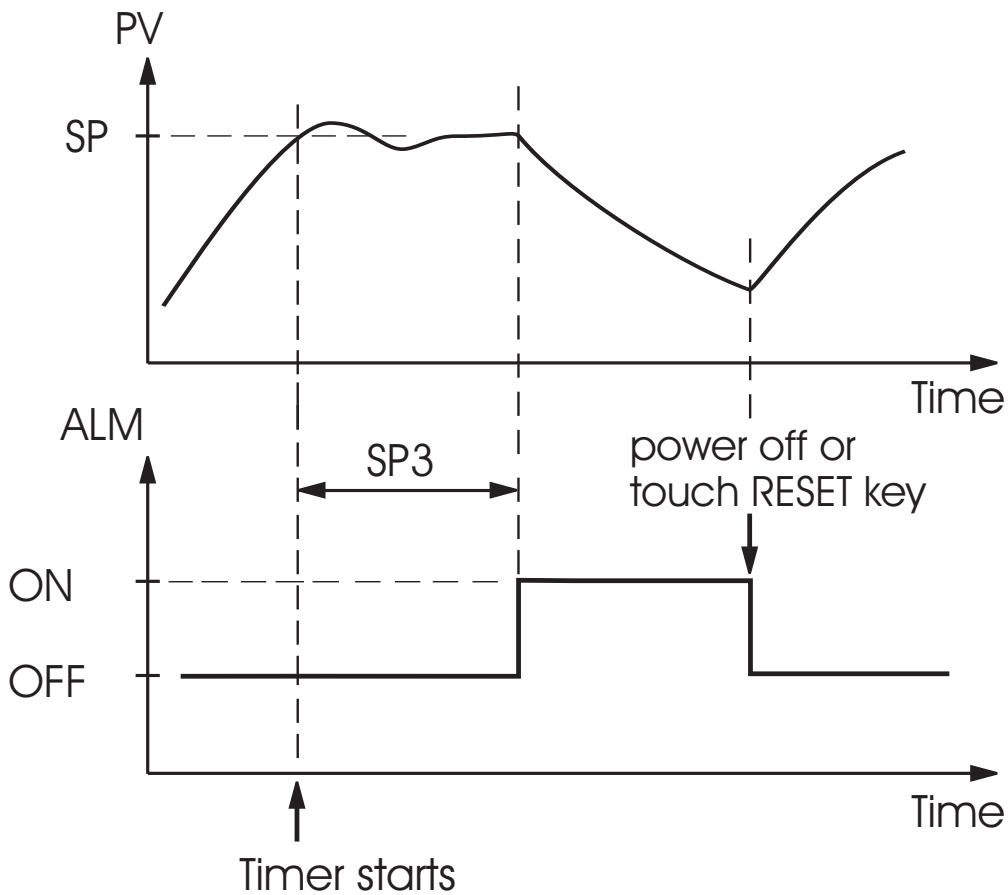 PV
SP
Time
ALM
SP3
power off or
touch RESET key
ON
OFF
Time
Timer starts